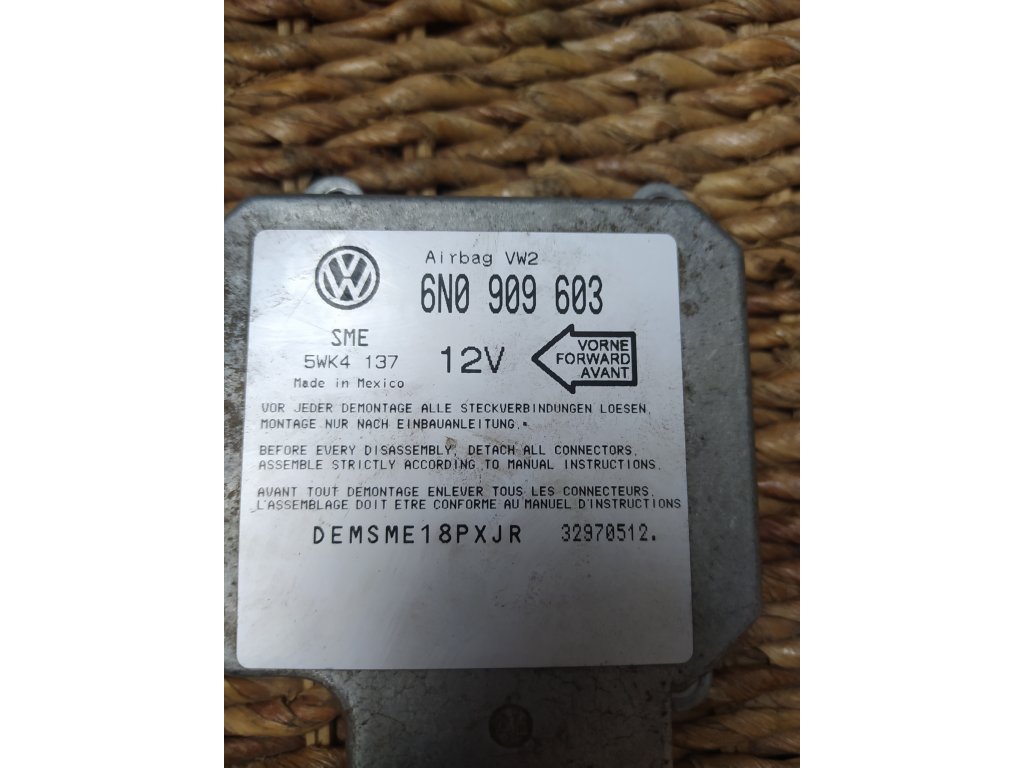 Airbag VW2
6N0 909 603
SME
5WK4 137
12V
VORNE
FORWARD
AVANT
Made in Mexico
VOR JEDER DEMONTAGE ALLE STECKVERBINDUNGEN LOESEN.
MONTAGE NUR NACH EINBAUANLEITUNG.
BEFORE EVERY DISASSEMBLY, DETACH ALL CONNECTORS.
ASSEMBLE STRICTLY ACCORDING TO MANUAL INSTRUCTIONS.
AVANT TOUT DEMONTAGE ENLEVER TOUS LES CONNECTEURS.
L'ASSEMBLAGE DOIT ETRE CONFORME AU MANUEL D'INSTRUCTIONS
DEMSME18PXJR 32970512.